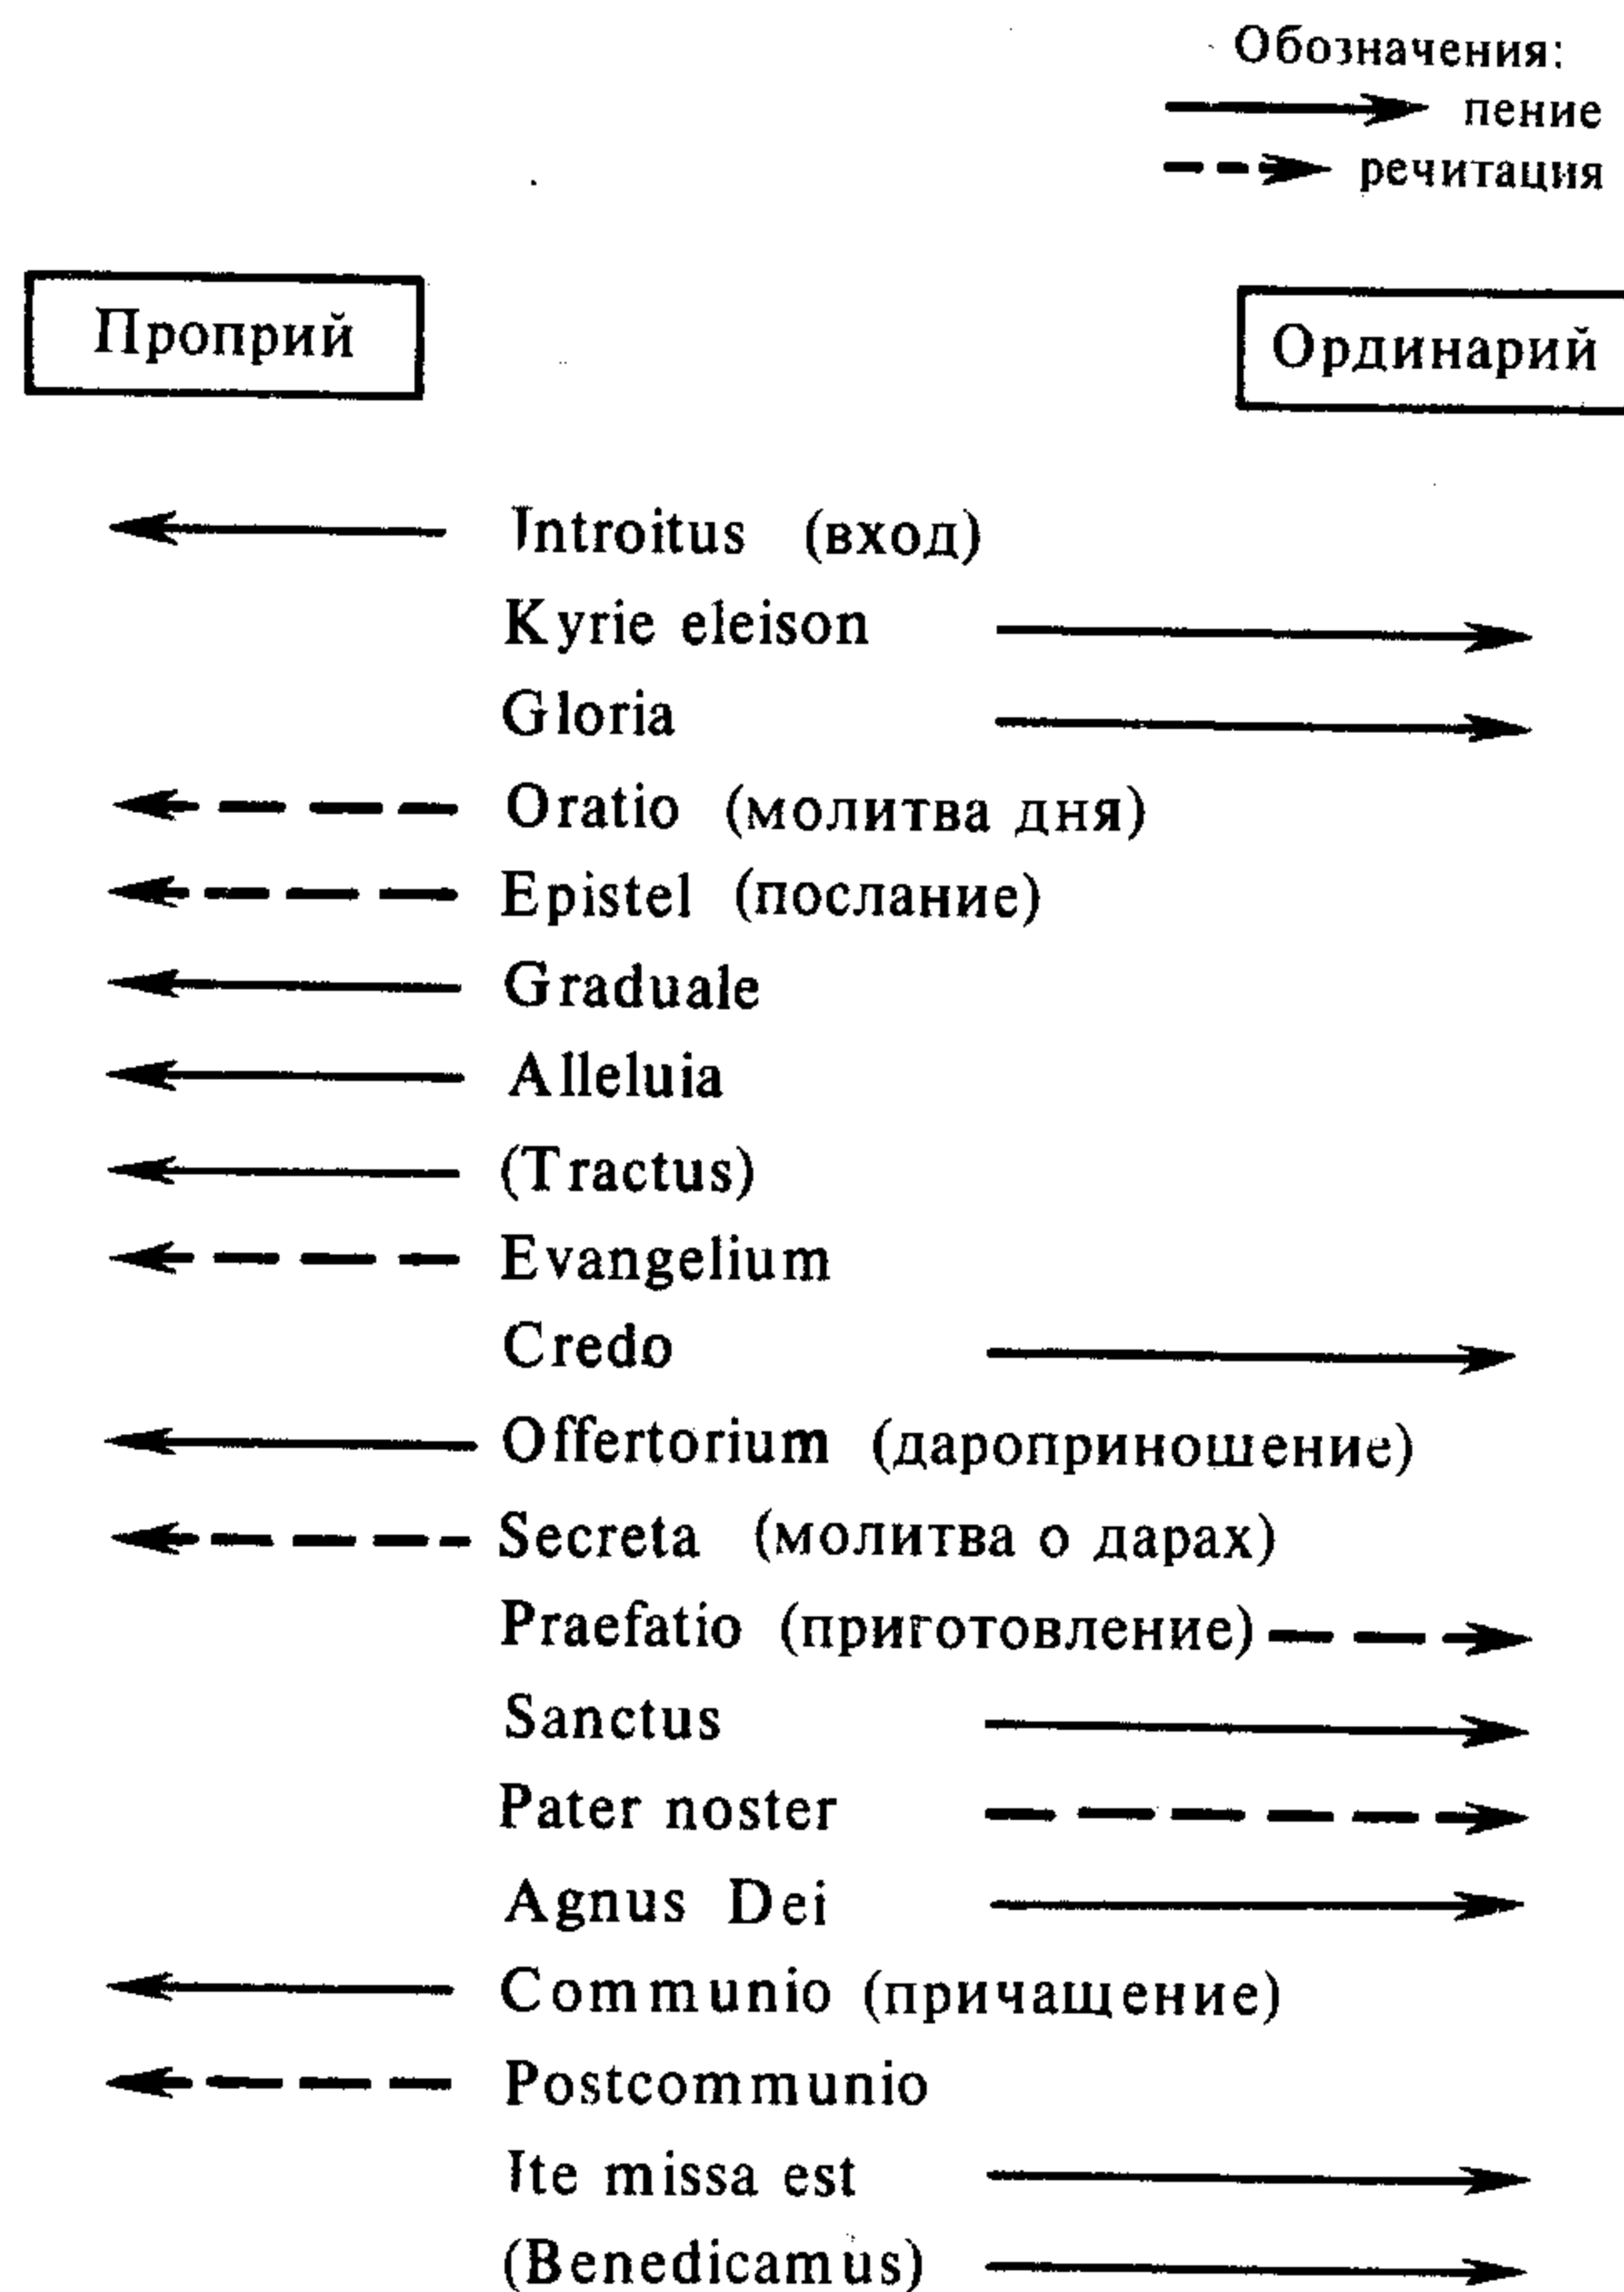 Обозначения:
пение
речитация
Проприй
Ординарий
Introitus (вход)
Kyrie eleison
Gloria
Oratio (молитва дня)
Epistel (послание)
Graduale
Alleluia
(Tractus)
Evangelium
Credo
Offertorium (дароприношение)
Secreta (молитва о дарах)
Praefatio (приготовление)
Sanctus
Pater noster
Agnus Dei
Communio (причащение)
Postcommunio
Ite missa est
(Benedicamus)